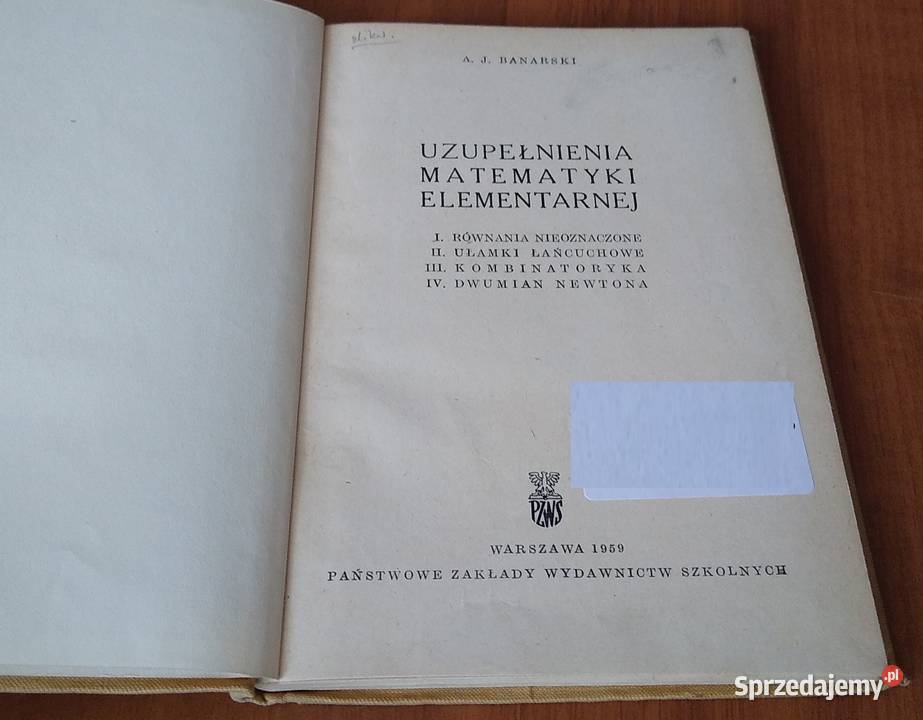 A. J. BANARSKI
UZUPEŁNIENIA
MATEMATYKI
ELEMENTARNEJ
I. RÓWNANIA NIEOZNACZONE
II. UŁAMKI ŁAŃCUCHOWE
III. KOMBINATORYKA
IV. DWUMIAN NEWTONA
PZWS
WARSZAWA 1959
PAŃSTWOWE ZAKŁADY WYDAWNICTW SZKOLNYCH
Sprzedajemy.pl